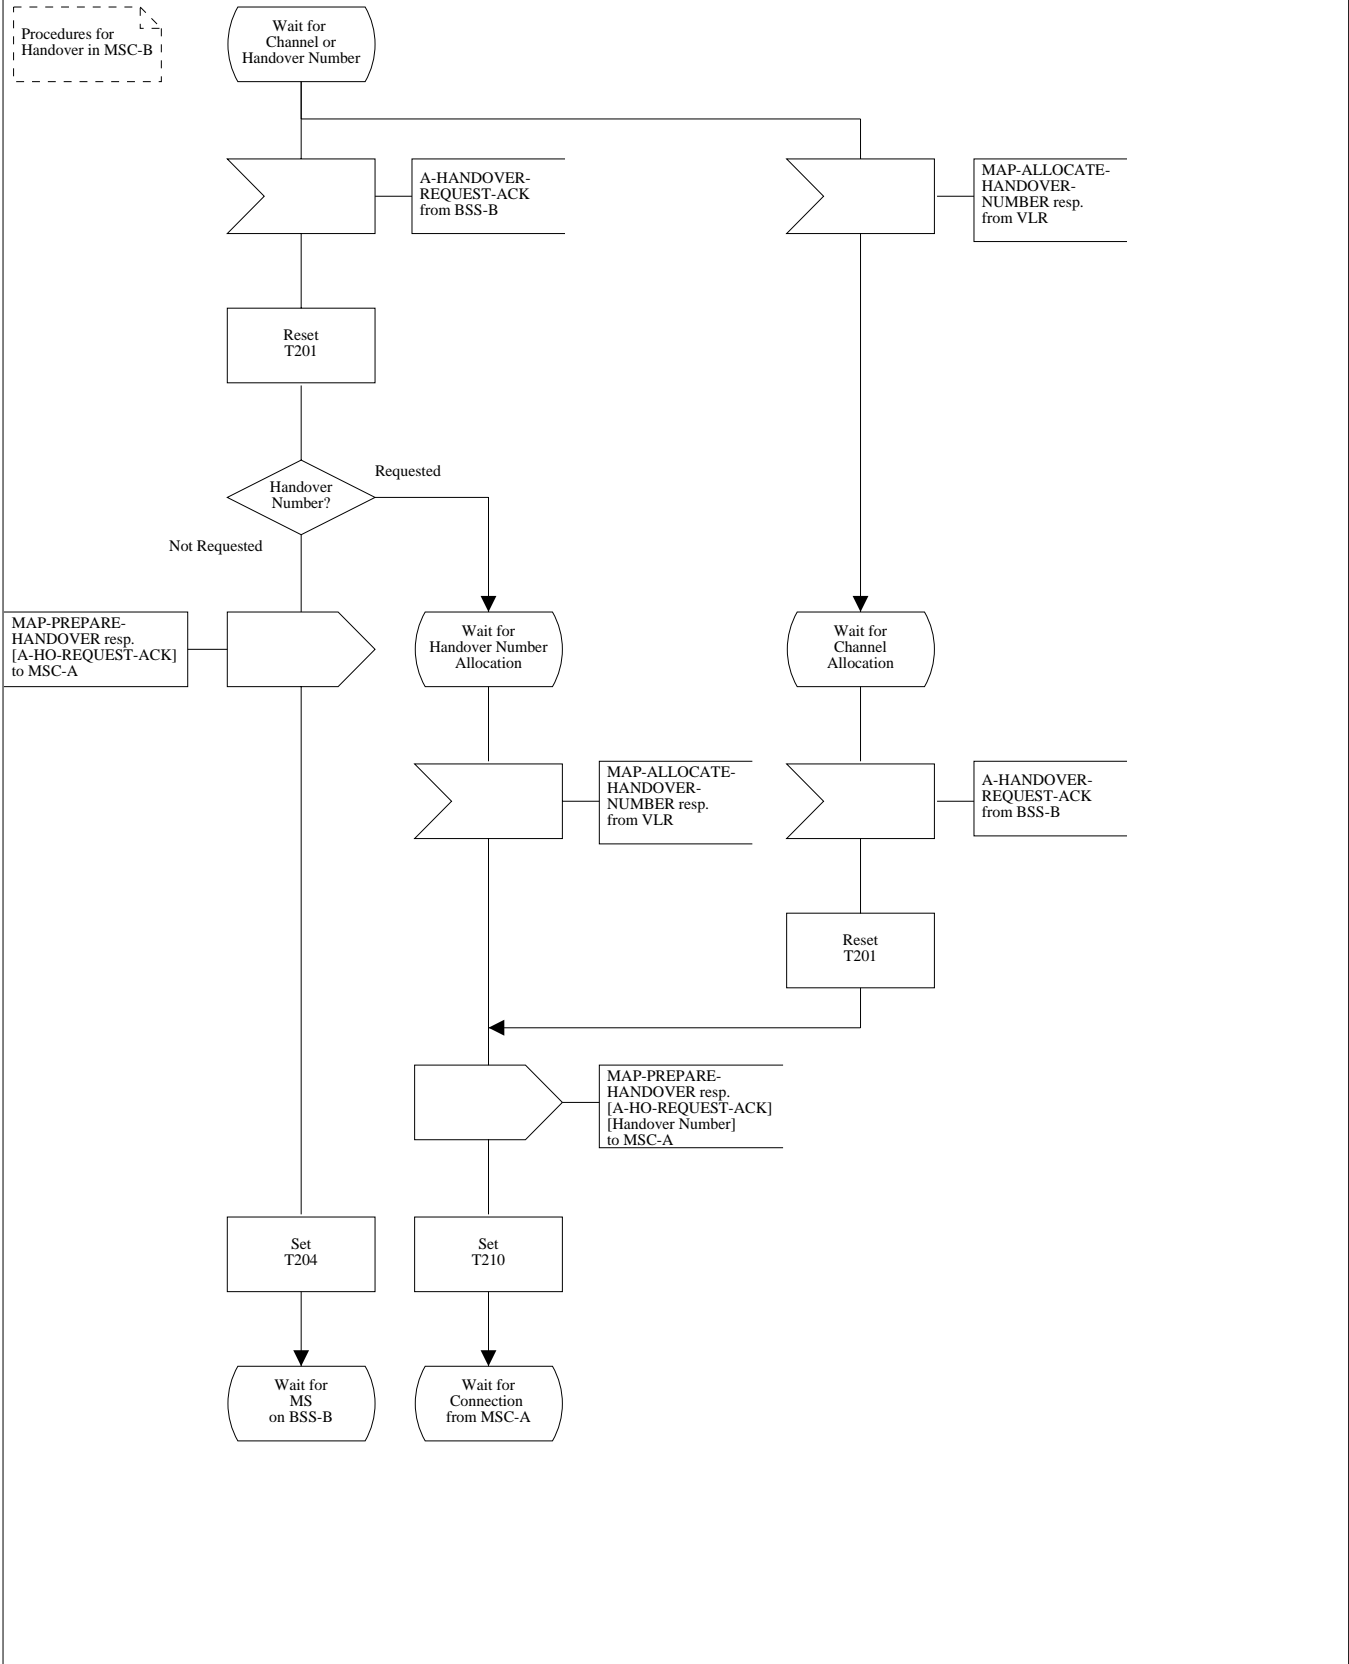 Procedures for
Handover in MSC-B
Wait for
Channel or
Handover Number
A-HANDOVER-
REQUEST-ACK
from BSS-B
MAP-ALLOCATE-
HANDOVER-
NUMBER resp.
from VLR
Reset
T201
Handover
Number?
Requested
Not Requested
MAP-PREPARE-
HANDOVER resp.
[A-HO-REQUEST-ACK]
to MSC-A
Wait for
Handover Number
Allocation
Wait for
Channel
Allocation
MAP-ALLOCATE-
HANDOVER-
NUMBER resp.
from VLR
A-HANDOVER-
REQUEST-ACK
from BSS-B
Reset
T201
MAP-PREPARE-
HANDOVER resp.
[A-HO-REQUEST-ACK]
[Handover Number]
to MSC-A
Set
T204
Set
T210
Wait for
MS
on BSS-B
Wait for
Connection
from MSC-A